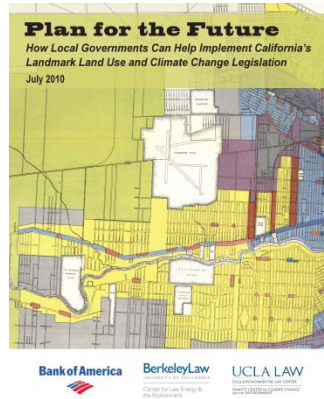 Plan for the Future
How Local Governments Can Help Implement California's
Landmark Land Use and Climate Change Legislation
July 2010
Bank of America
BerkeleyLaw
UNIVERSITY OF CALIFORNIA
Center for Law, Energy &
the Environment
UCLA LAW
UCLA ENVIRONMENTAL LAW CENTER
EMMETT CENTER ON CLIMATE CHANGE
AND THE ENVIRONMENT